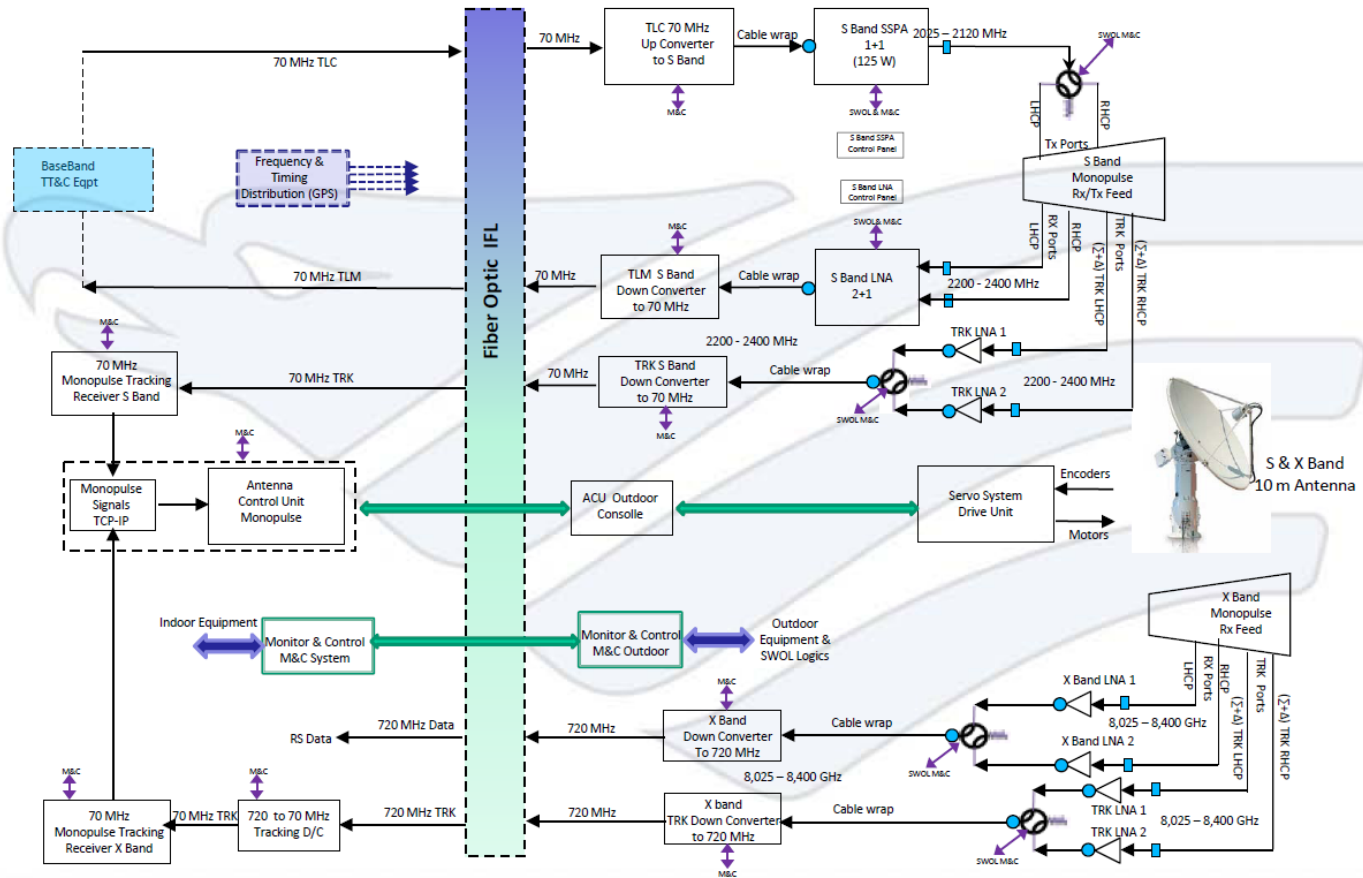 70 MHz TLC
70 MHz
TLC 70 MHz
Up Converter
to S Band
M&C
Cable wrap
S Band SSPA
1+1
(125 W)
SWOL & M&C
2025 – 2120 MHz
SWOL M&C
LHCP
RHCP
Tx Ports
S Band
Monopulse
Rx/Tx Feed
S Band SSPA
Control Panel
S Band LNA
Control Panel
BaseBand
TT&C Eqpt
Frequency &
Timing
Distribution (GPS)
Fiber Optic IFL
LHCP
RX Ports
RHCP
(Σ+Δ) TRK LHCP
TRK Ports
(Σ+Δ) TRK RHCP
70 MHz TLM
70 MHz
M&C
TLM S Band
Down Converter
to 70 MHz
Cable wrap
SWOL& M&C
S Band LNA
2+1
2200 - 2400 MHz
M&C
70 MHz
Monopulse Tracking
Receiver S Band
70 MHz TRK
70 MHz
2200 - 2400 MHz
TRK S Band
Down Converter
to 70 MHz
M&C
Cable wrap
SWOL M&C
TRK LNA 1
TRK LNA 2
2200 - 2400 MHz
Monopulse
Signals
TCP-IP
M&C
Antenna
Control Unit
Monopulse
ACU Outdoor
Consolle
Servo System
Drive Unit
Encoders
Motors
S & X Band
10 m Antenna
Indoor Equipment
Monitor & Control
M&C System
Monitor & Control
M&C Outdoor
Outdoor
Equipment &
SWOL Logics
X Band
Monopulse
Rx Feed
LHCP
RX Ports
RHCP
(Σ+Δ) TRK LHCP
TRK Ports
(Σ+Δ) TRK RHCP
RS Data
720 MHz Data
720 MHz
M&C
X Band
Down Converter
To 720 MHz
8,025 – 8,400 GHz
Cable wrap
SWOL M&C
X Band LNA 1
X Band LNA 2
8,025 – 8,400 GHz
M&C
70 MHz
Monopulse Tracking
Receiver X Band
70 MHz TRK
M&C
720 to 70 MHz
Tracking D/C
720 MHz TRK
720 MHz
X band
TRK Down Converter
to 720 MHz
M&C
Cable wrap
SWOL M&C
TRK LNA 1
TRK LNA 2
8,025 – 8,400 GHz